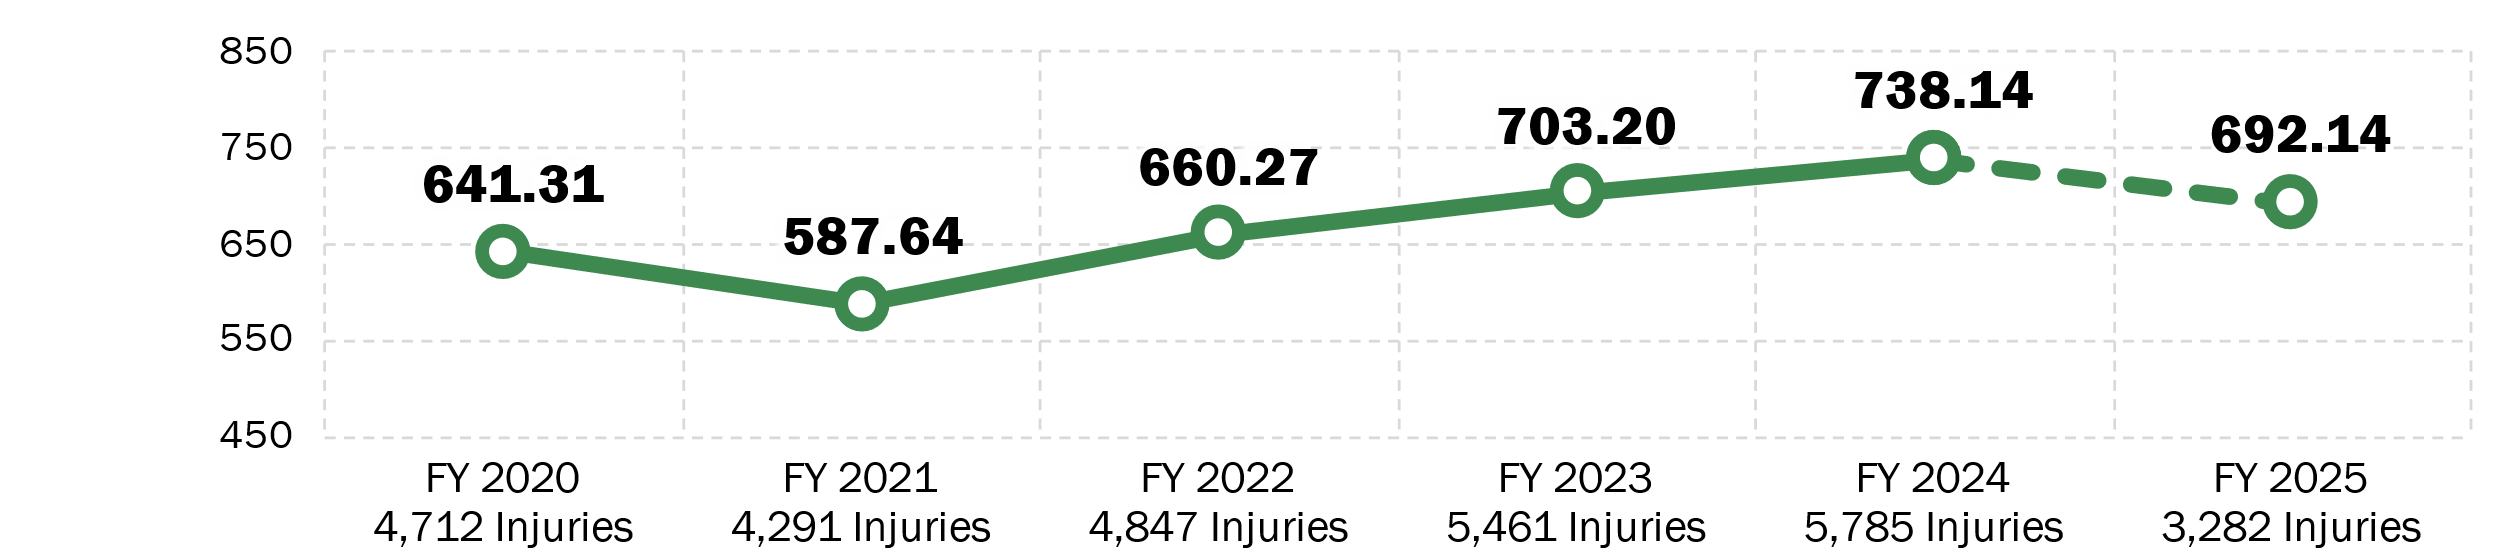 850
750
650
550
450
641.31
587.64
660.27
703.20
738.14
692.14
FY 2020
4,712 Injuries
FY 2021
4,291 Injuries
FY 2022
4,847 Injuries
FY 2023
5,461 Injuries
FY 2024
5,785 Injuries
FY 2025
3,282 Injuries